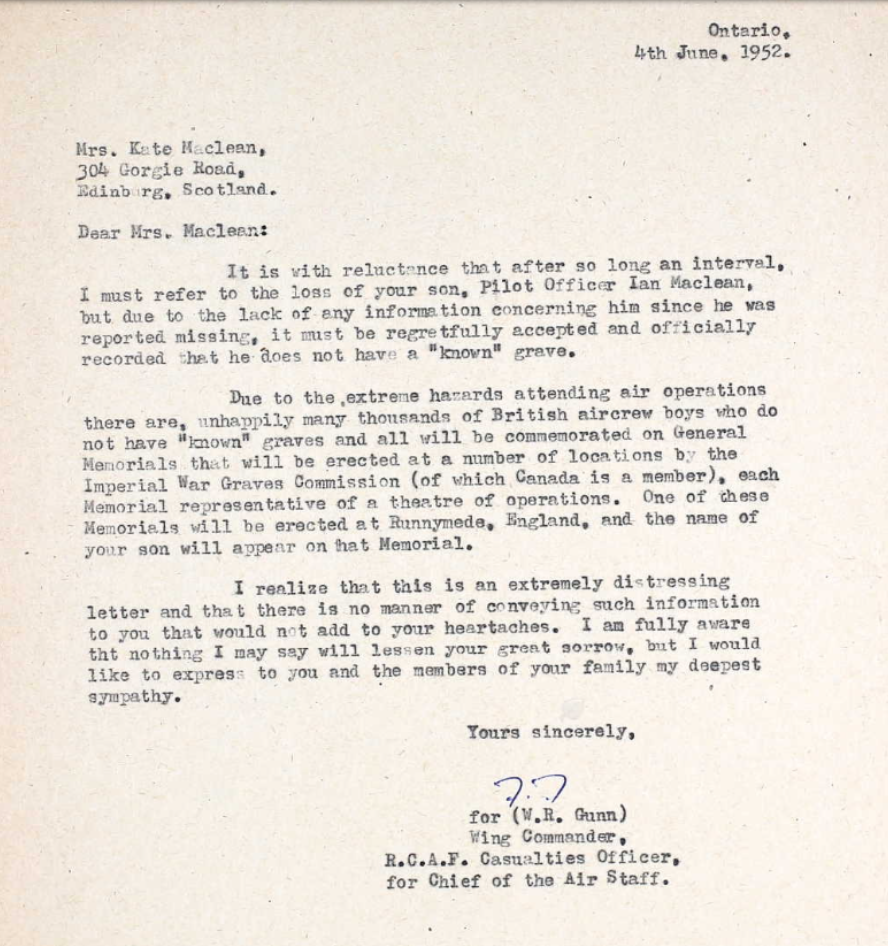 Ontario,
4th June, 1952.
Mrs. Kate Maclean,
304 Gorgie Road,
Edinburg, Scotland.
Dear Mrs. Maclean:
It is with reluctance that after so long an interval,
I must refer to the loss of your son, Pilot Officer Ian Maclean,
but due to the lack of any information concerning him since he was
reported missing, it must be regretfully accepted and officially
recorded that he does not have a "known" grave.
Due to the extreme hazards attending air operations
there are, unhappily many thousands of British aircrew boys who do
not have "known" graves and all will be commemorated on General
Memorials that will be erected at a number of locations by the
Imperial War Graves Commission (of which Canada is a member), each
Memorial representative of a theatre of operations. One of these
Memorials will be erected at Runnymede, England, and the name of
your son will appear on hat Memorial.
I realize that this is an extremely distressing
letter and that there is no manner of conveying such information
to you that would not add to your heartaches. I am fully aware
tht nothing I may say will lessen your great sorrow, but I would
like to express to you and the members of your family my deepest
sympathy.
Yours sincerely,
for (W.R. Gunn)
Wing Commander,
R.C.A.F. Casualties Officer,
for Chief of the Air Staff.